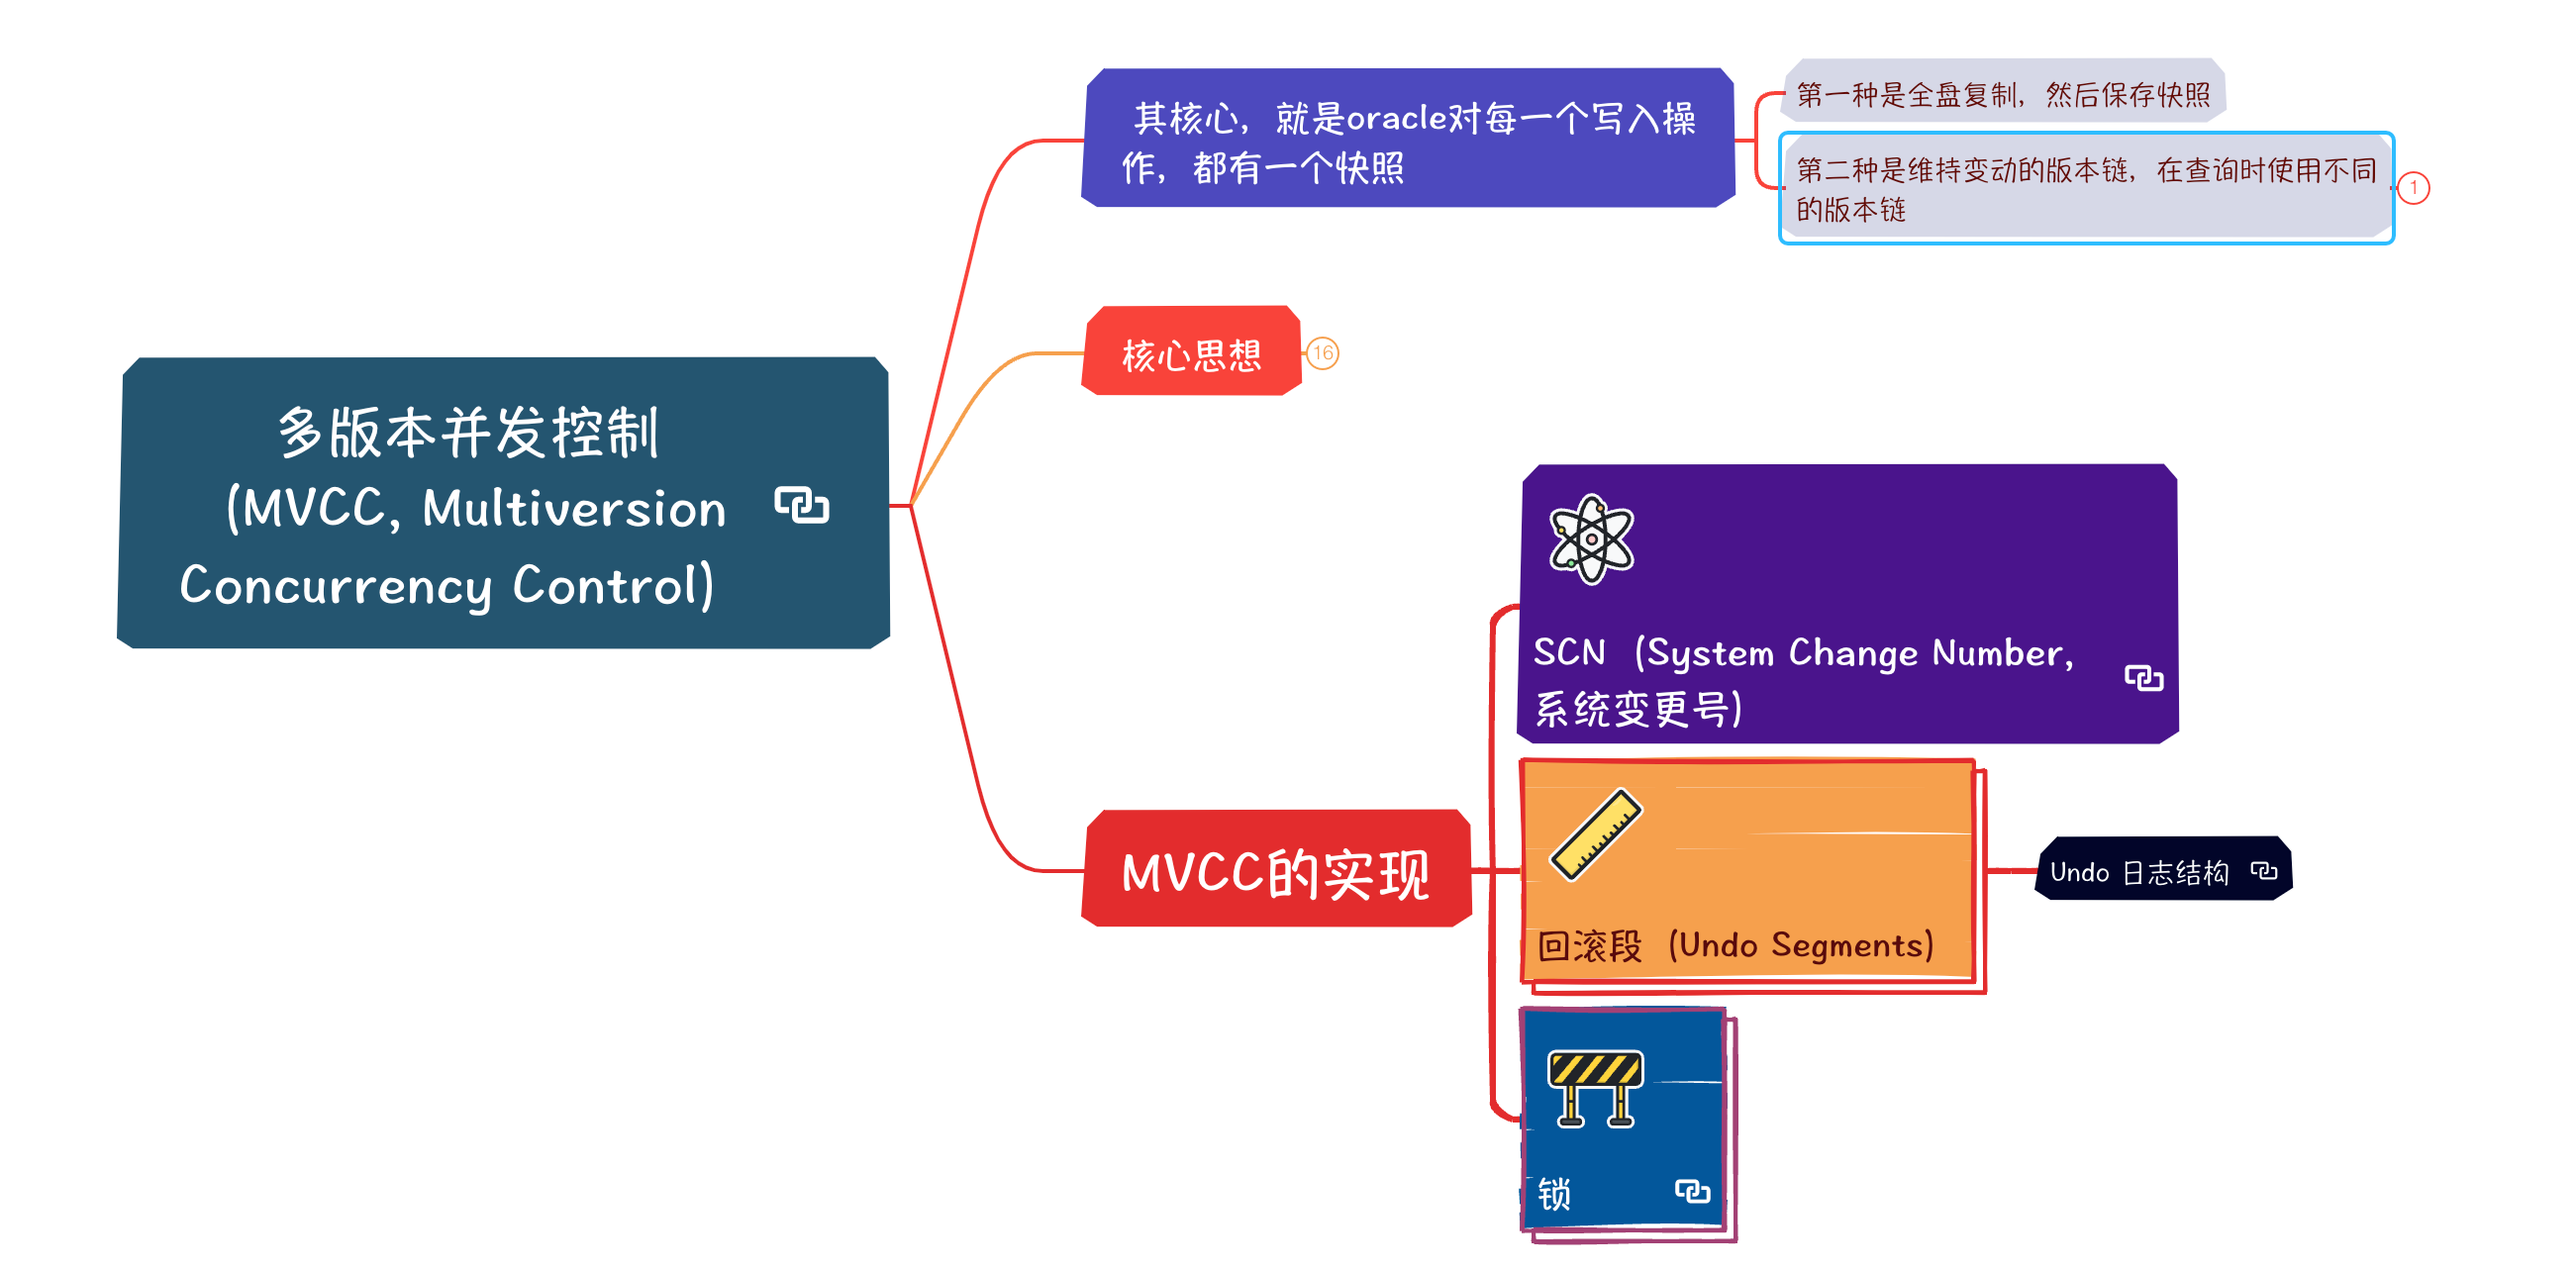 多版本并发控制
(MVCC, Multiversion
Concurrency Control)
其核心，就是oracle对每一个写入操
作，都有一个快照
第一种是全盘复制，然后保存快照
第二种是维持变动的版本链，在查询时使用不同
的版本链
1
核心思想
16
MVCC的实现
SCN（System Change Number,
系统变更号)
回滚段（Undo Segments)
Undo 日志结构
锁